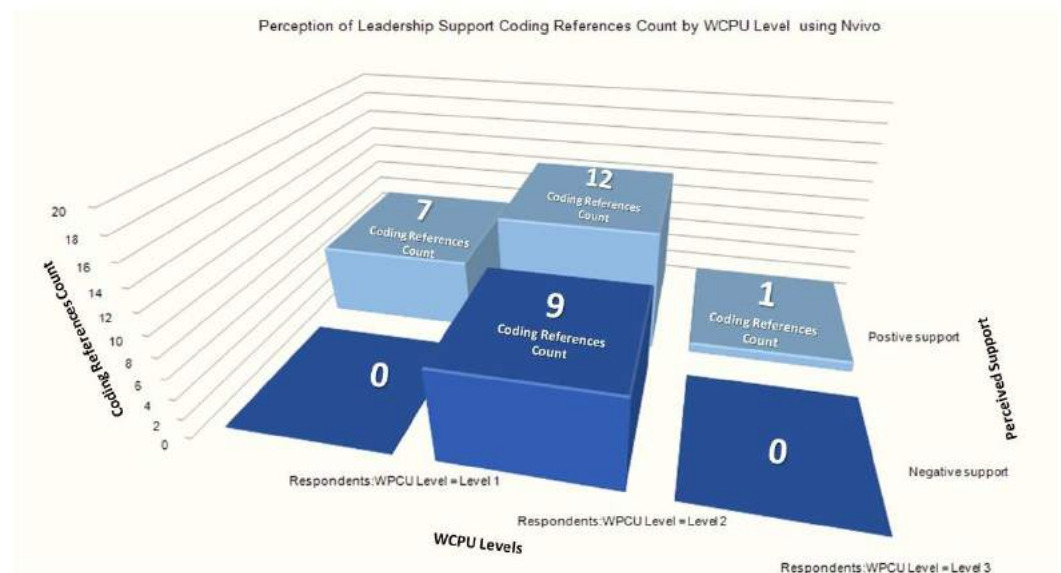 Perception of Leadership Support Coding References Count by WCPU Level using Nvivo
20
18
16
14
12
10
8
6
4
2
0
Coding References Count
7
Coding References
Count
12
Coding References
Count
1
Coding References
Count
0
9
Coding References
Count
0
Postive support
Negative support
Perceived Support
Respondents:WPCU Level = Level 1
Respondents:WPCU Level = Level 2
Respondents:WPCU Level = Level 3
WCPU Levels